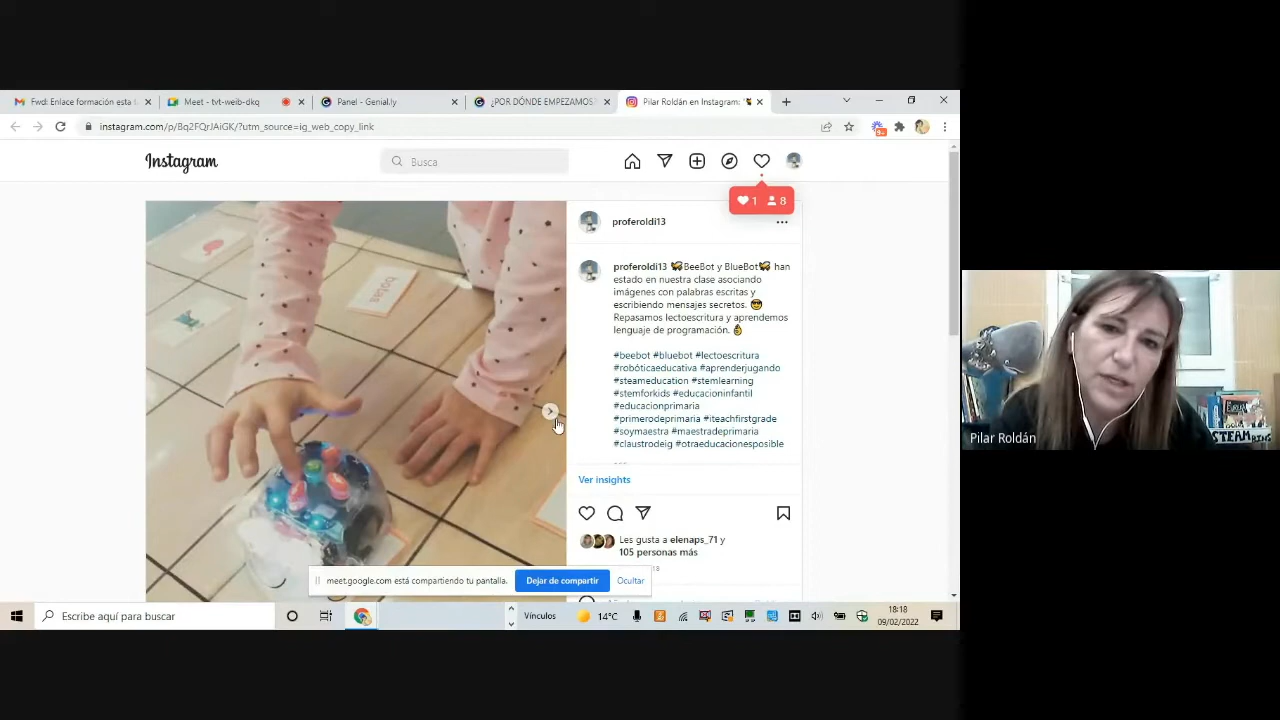 Fwd: Enlace formación esta t
Meet - tvt-weib-dkq
Panel - Genial.ly
¿POR DÓNDE EMPEZAMOS?
Pilar Roldán en Instagram: "
instagram.com/p/Bq2FQrJAiGK/?utm_source=ig_web_copy_link
9+
Instagram
Busca
1 8
proferoldi13
botas
proferoldi13 BeeBot y BlueBot han
estado en nuestra clase asociando
imágenes con palabras escritas y
escribiendo mensajes secretos.
Repasamos lectoescritura y aprendemos
lenguaje de programación.
#beebot #bluebot #lectoescritura
#robóticaeducativa #aprenderjugando
#steameducation #stemlearning
#stemforkids #educacioninfantil
#educacionprimaria
#primerodeprimaria #iteachfirstgrade
#soymaestra #maestradeprimaria
#claustrodeig #otraeducacionesposible
Ver insights
Les gusta a elenaps_71 y
105 personas más
18
meet.google.com está compartiendo tu pantalla.
Dejar de compartir
Ocultar
Escribe aquí para buscar
Vínculos
14°C
18:18
09/02/2022
Pilar Roldán
STEAM